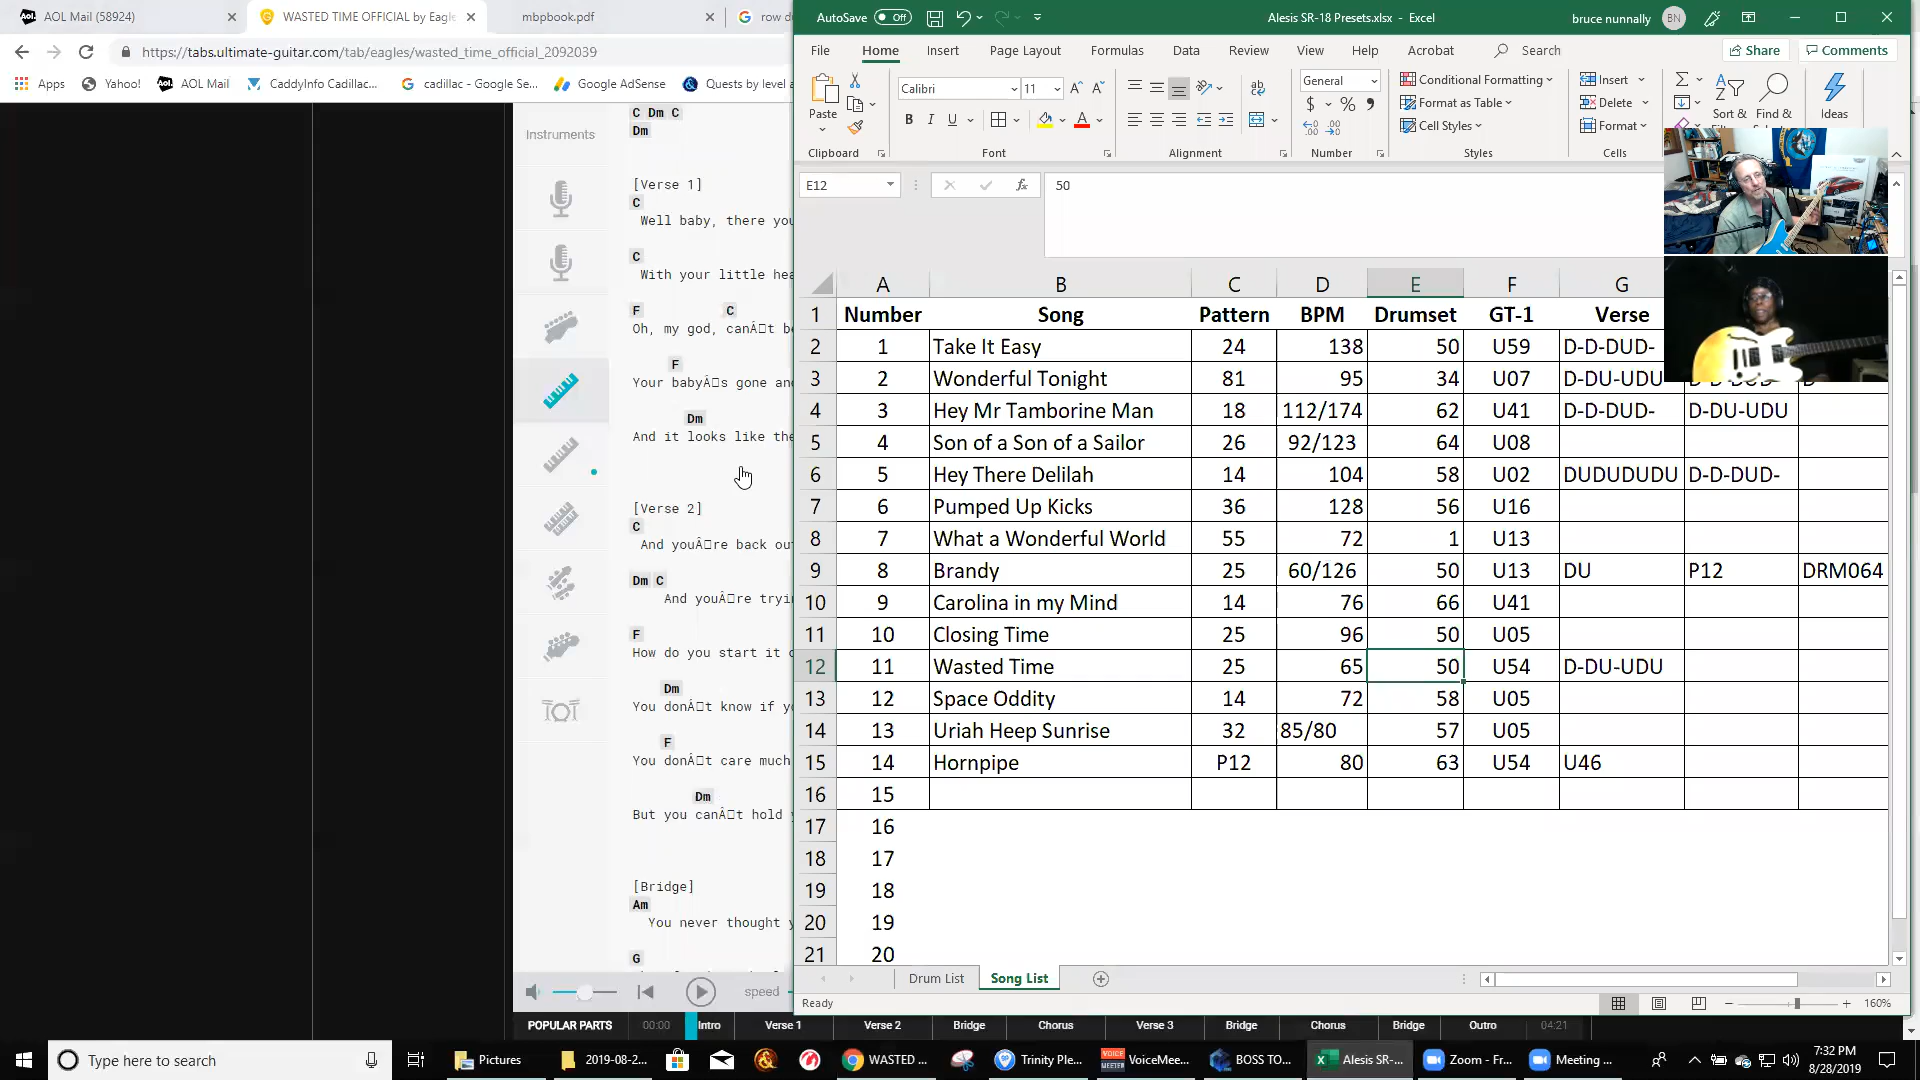 AOL Mail (58924)
WASTED TIME OFFICIAL by Eagle
mbpbook.pdf
https://tabs.ultimate-guitar.com/tab/eagles/wasted_time_official_2092039
Apps Yahoo! AOL Mail CaddyInfo Cadillac... cadillac - Google Se... Google AdSense Quests by level
Instruments
C Dm C
Dm
[Verse 1]
C
Well baby, there you
C
With your little hea
F C
Oh, my god, canÂ□t be
F
Your babyÂ□s gone an
Dm
And it looks like the
[Verse 2]
C
And youÂ□re back out
Dm C
And youÂ□re tryin
F
How do you start it o
Dm
You donÂ□t know if yo
F
You donÂ□t care much
Dm
But you canÂ□t hold y
[Bridge]
Am
You never thought y
G
speed
POPULAR PARTS 00:00 Intro Verse 1 Verse 2 Bridge Chorus Verse 3 Bridge Chorus Bridge Outro 04:21
AutoSave Off Alesis SR-18 Presets.xlsx - Excel bruce nunnally BN
File Home Insert Page Layout Formulas Data Review View Help Acrobat Search Share Comments
Paste
Calibri 11
B I U
General
$ % 9
Conditional Formatting
Format as Table
Cell Styles
Insert
Delete
Format
Sort & Find &
Ideas
Clipboard Font Alignment Number Styles Cells
E12 fx 50
A B C D E F G
1 Number Song Pattern BPM Drumset GT-1 Verse
2 1 Take It Easy 24 138 50 U59 D-D-DUD-
3 2 Wonderful Tonight 81 95 34 U07 D-DU-UDU
4 3 Hey Mr Tamborine Man 18 112/174 62 U41 D-D-DUD- D-DU-UDU
5 4 Son of a Son of a Sailor 26 92/123 64 U08
6 5 Hey There Delilah 14 104 58 U02 DUDUDUDU D-D-DUD-
7 6 Pumped Up Kicks 36 128 56 U16
8 7 What a Wonderful World 55 72 1 U13
9 8 Brandy 25 60/126 50 U13 DU P12 DRM064
10 9 Carolina in my Mind 14 76 66 U41
11 10 Closing Time 25 96 50 U05
12 11 Wasted Time 25 65 50 U54 D-DU-UDU
13 12 Space Oddity 14 72 58 U05
14 13 Uriah Heep Sunrise 32 85/80 57 U05
15 14 Hornpipe P12 80 63 U54 U46
16 15
17 16
18 17
19 18
20 19
21 20
Drum List Song List
Ready 160%
Type here to search Pictures 2019-08-2... WASTED ... Trinity Ple... VoiceMee... BOSS TO... Alesis SR-... Zoom - Fr... Meeting ...
7:32 PM
8/28/2019